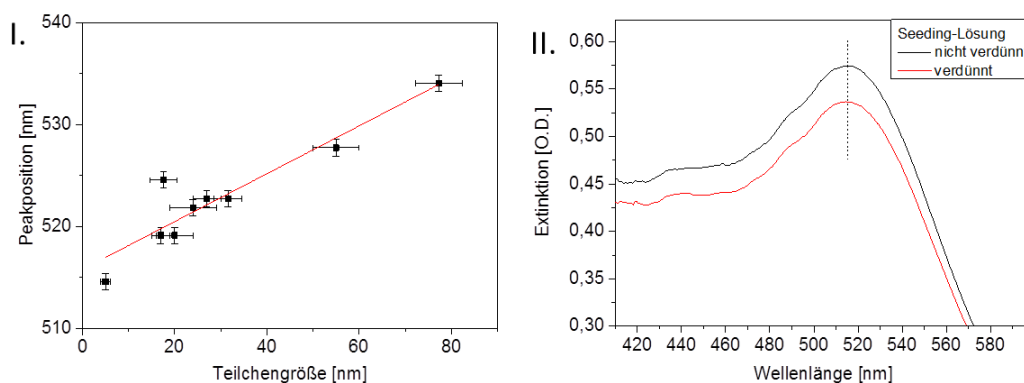 I.
Peakposition [nm]
540
530
520
510
0
20
40
60
80
Teilchengröße [nm]
II.
Extinktion [O.D.]
0,60
0,55
0,50
0,45
0,40
0,35
0,30
420
440
460
480
500
520
540
560
580
Wellenlänge [nm]
Seeding-Lösung
nicht verdünn
verdünnt